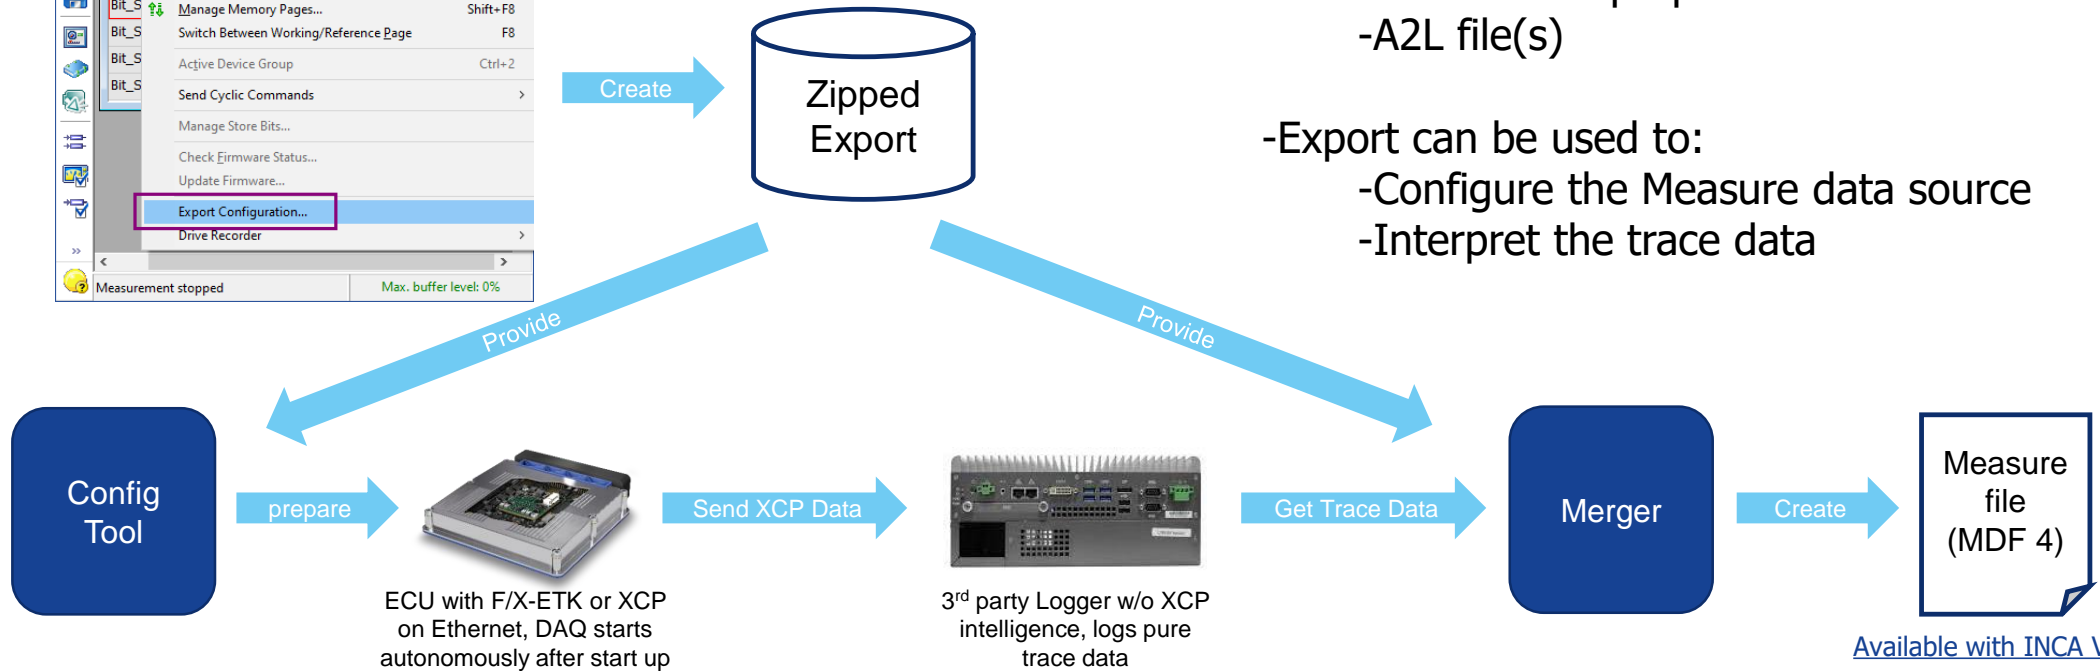 Bit_S
Manage Memory Pages... Shift+F8
Bit_S
Switch Between Working/Reference Page F8
Bit_S
Active Device Group Ctrl+2
Bit_S
Send Cyclic Commands >
Manage Store Bits...
Check Firmware Status...
Update Firmware...
Export Configuration...
Drive Recorder >
Measurement stopped
Max. buffer level: 0%
Create
Zipped
Export
-A2L file(s)
-Export can be used to:
-Configure the Measure data source
-Interpret the trace data
Provide
Provide
Config
Tool
prepare
ECU with F/X-ETK or XCP
on Ethernet, DAQ starts
autonomously after start up
Send XCP Data
3rd party Logger w/o XCP
intelligence, logs pure
trace data
Get Trace Data
Merger
Create
Measure
file
(MDF 4)
Available with INCA V